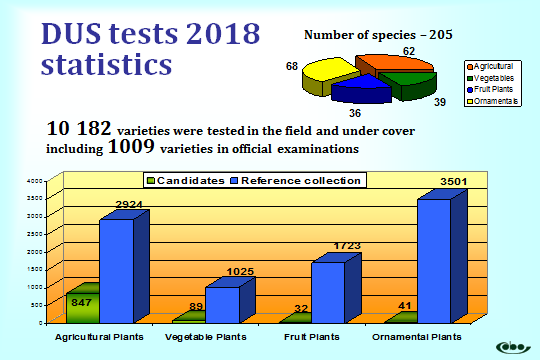 DUS tests 2018
statistics
Number of species – 205
62
68
39
36
Agricultural
Vegetables
Fruit Plants
Ornamentals
10 182 varieties were tested in the field and under cover
including 1009 varieties in official examinations
Candidates Reference collection
4000
3500
3000
2500
2000
1500
1000
500
0
2924
847
1025
89
1723
32
3501
41
Agricultural Plants Vegetable Plants Fruit Plants Ornamental Plants